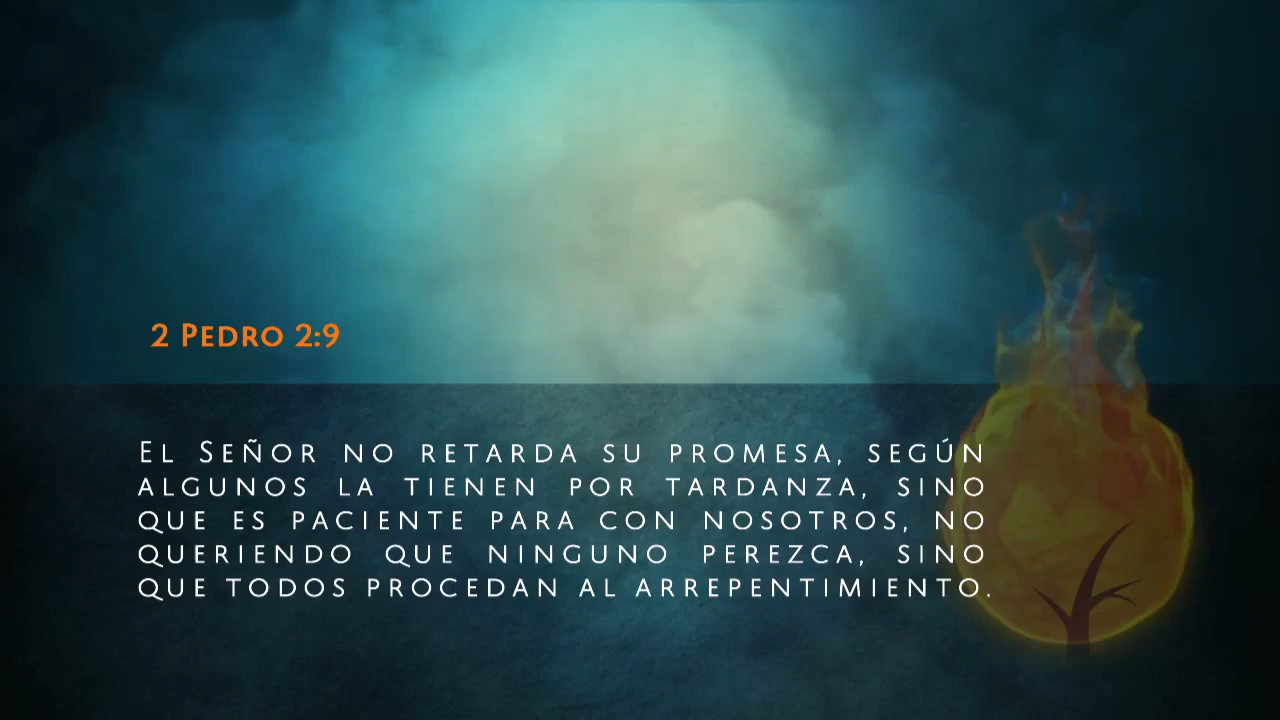 2 Pedro 2:9
El Señor no retarda su promesa, según
algunos la tienen por tardanza, sino
que es paciente para con nosotros, no
queriendo que ninguno perezca, sino
que todos procedan al arrepentimiento.